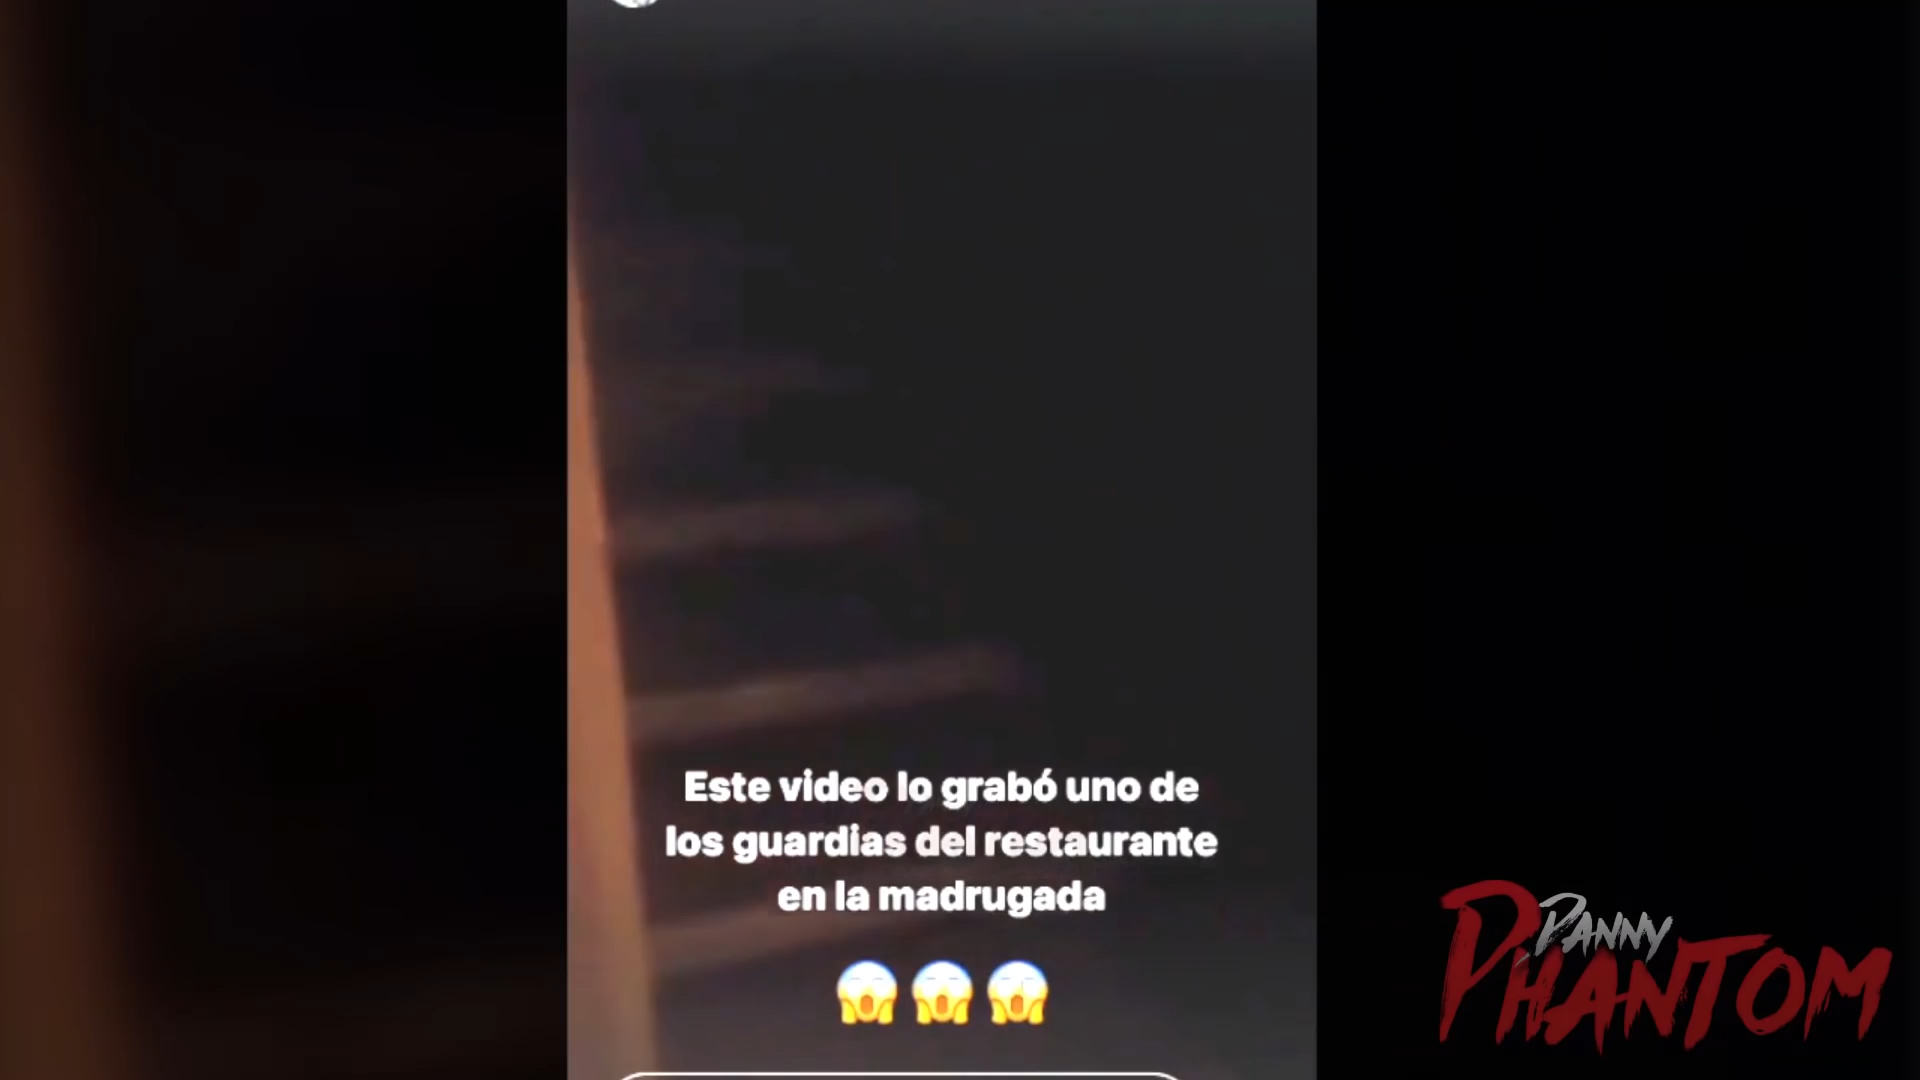 Este video lo grabó uno de
los guardias del restaurante
en la madrugada
DANNY
PHANTOM